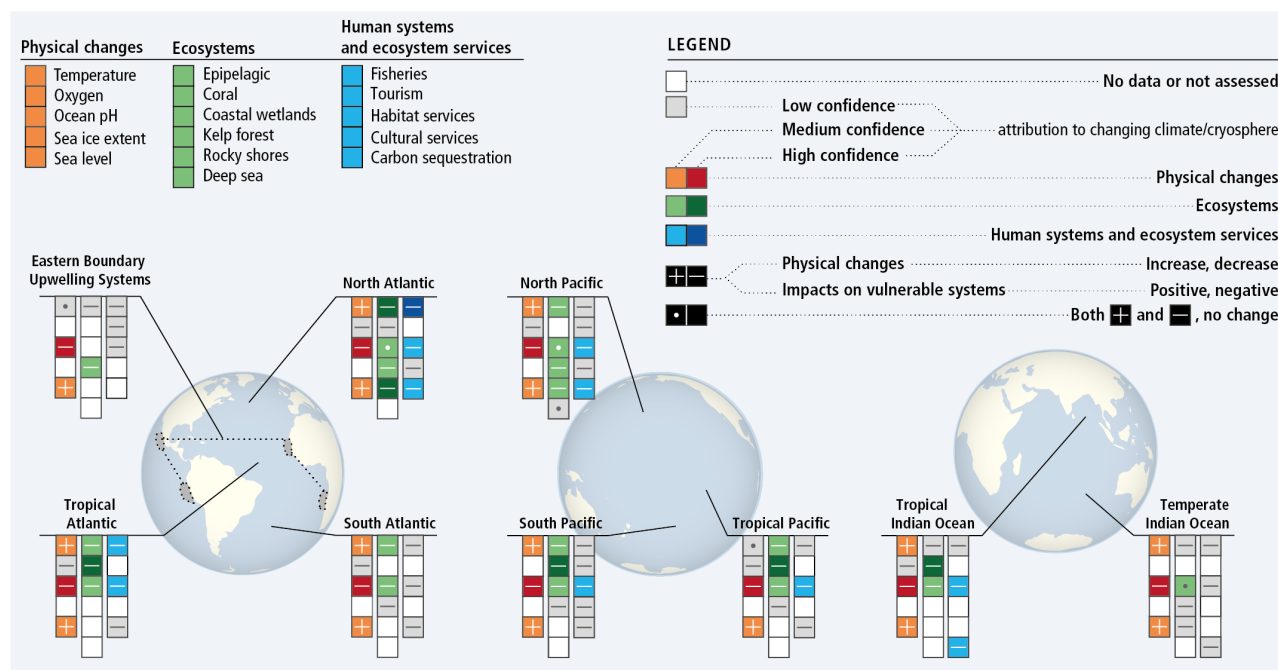 Physical changes
Temperature
Oxygen
Ocean pH
Sea ice extent
Sea level
Ecosystems
Epipelagic
Coral
Coastal wetlands
Kelp forest
Rocky shores
Deep sea
Human systems
and ecosystem services
Fisheries
Tourism
Habitat services
Cultural services
Carbon sequestration
LEGEND
No data or not assessed
Low confidence
Medium confidence
attribution to changing climate/cryosphere
High confidence
Physical changes
Ecosystems
Human systems and ecosystem services
+ − Physical changes Increase, decrease
Impacts on vulnerable systems Positive, negative
Both + and − , no change
Eastern Boundary
Upwelling Systems
North Atlantic
North Pacific
Tropical
Atlantic
South Atlantic
South Pacific
Tropical Pacific
Tropical
Indian Ocean
Temperate
Indian Ocean